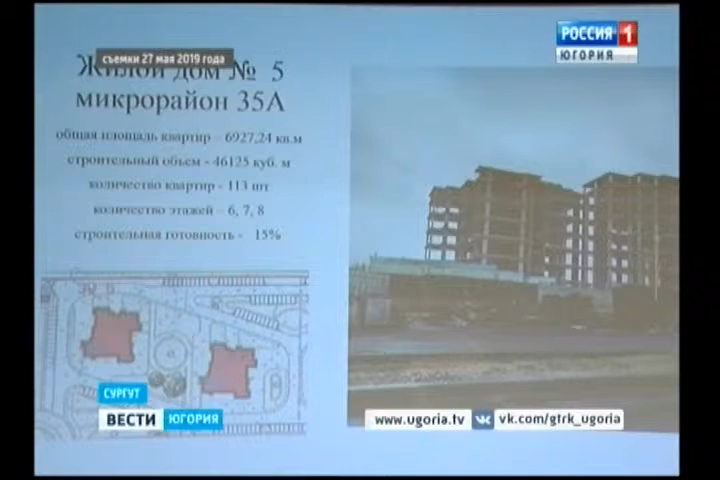 съемки 27 мая 2019 года
РОССИЯ 1
ЮГОРИЯ
Жилой дом № 5
микрорайон 35А
общая площадь квартир – 6927,24 кв.м
строительный объем - 46125 куб. м
количество квартир - 113 шт
количество этажей – 6, 7, 8
строительная готовность - 15%
СУРГУТ
ВЕСТИ ЮГОРИЯ
www.ugoria.tv vk.com/gtrk_ugoria